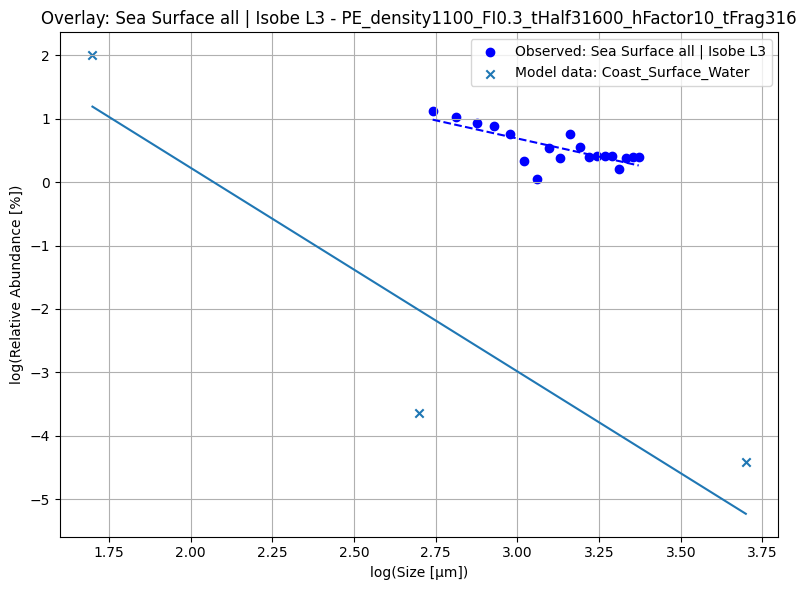 Overlay: Sea Surface all | Isobe L3 - PE_density1100_FI0.3_tHalf31600_hFactor10_tFrag316
Observed: Sea Surface all | Isobe L3
Model data: Coast_Surface_Water
log(Relative Abundance [%])
2
1
0
−1
−2
−3
−4
−5
1.75 2.00 2.25 2.50 2.75 3.00 3.25 3.50 3.75
log(Size [μm])